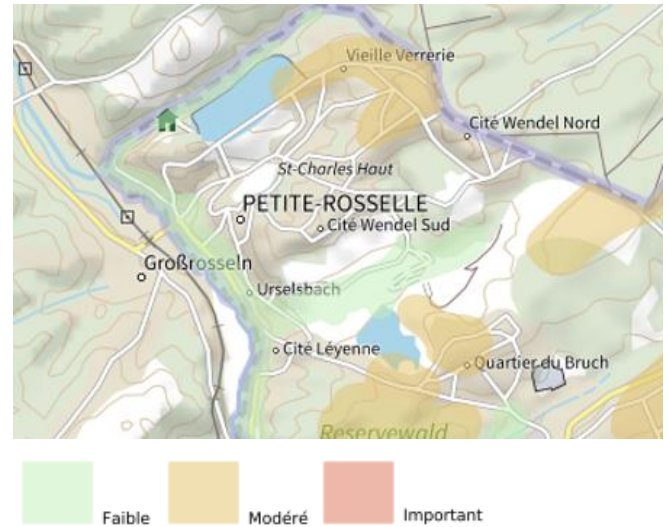 Vieille Verrerie
Cité Wendel Nord
St-Charles Haut
PETITE-ROSSELLE
Cité Wendel Sud
Großrosseln
Urselsbach
Cité Léyenne
Quartier du Bruch
Reservewald
Faible
Modéré
Important